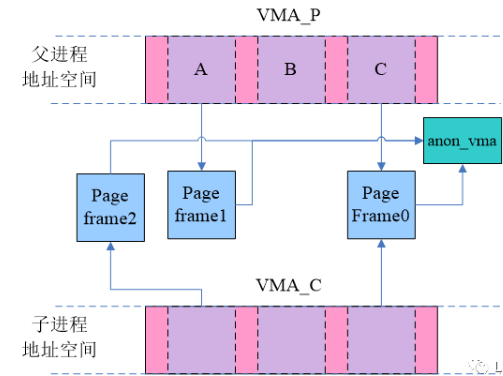 VMA_P
父进程
地址空间
A
B
C
anon_vma
Page
frame2
Page
frame1
Page
Frame0
VMA_C
子进程
地址空间